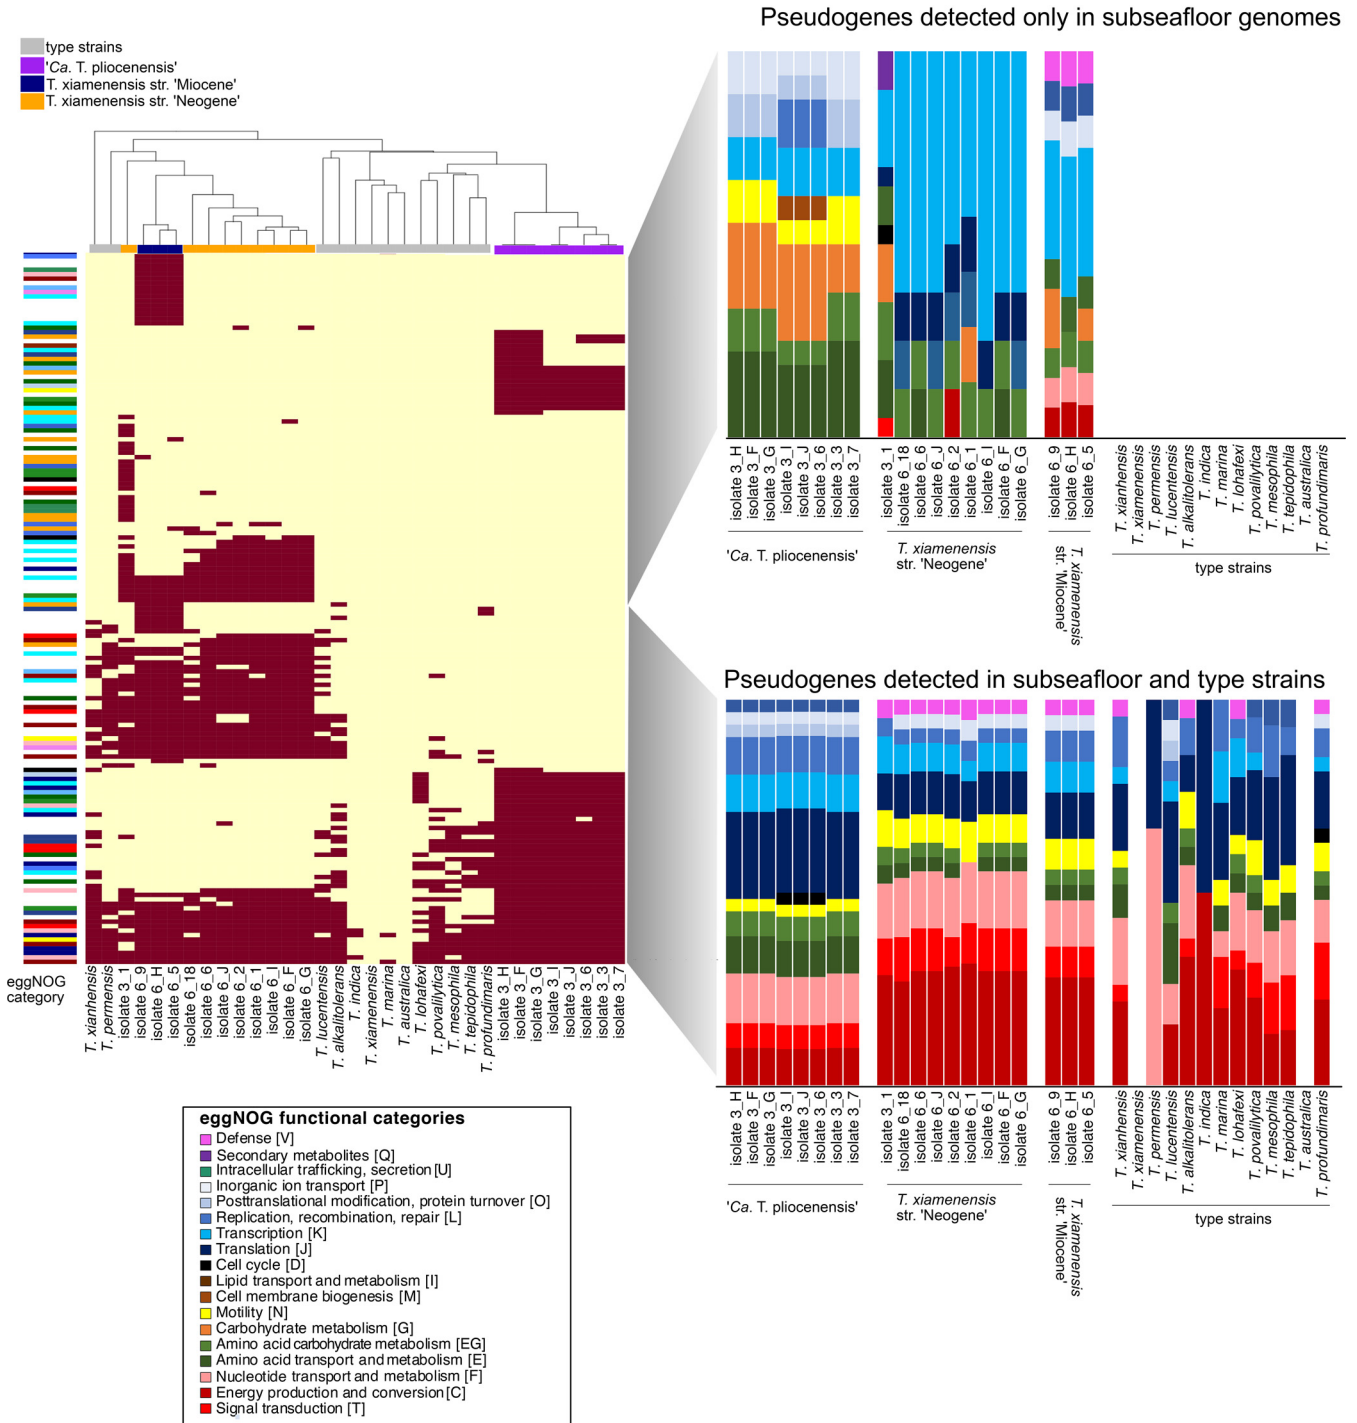 Pseudogenes detected only in subseafloor genomes
type strains
'Ca. T. pliocenensis'
T. xiamenensis str. 'Miocene'
T. xiamenensis str. 'Neogene'
isolate 3_H
isolate 3_F
isolate 3_G
isolate 3_I
isolate 3_J
isolate 3_6
isolate 3_3
isolate 3_7
isolate 3_1
isolate 6_18
isolate 6_6
isolate 6_J
isolate 6_2
isolate 6_1
isolate 6_I
isolate 6_F
isolate 6_G
isolate 6_9
isolate 6_H
isolate 6_5
T. xianhensis
T. xiamenensis
T. permensis
T. lucentensis
T. alkalitolerans
T. indica
T. marina
T. lohafexi
T. povalilytica
T. mesophila
T. tepidophila
T. australica
T. profundimaris
'Ca. T. pliocenensis'
T. xiamenensis
str. 'Neogene'
T. xiamenensis
str. 'Miocene'
type strains
Pseudogenes detected in subseafloor and type strains
isolate 3_H
isolate 3_F
isolate 3_G
isolate 3_I
isolate 3_J
isolate 3_6
isolate 3_3
isolate 3_7
isolate 3_1
isolate 6_18
isolate 6_6
isolate 6_J
isolate 6_2
isolate 6_1
isolate 6_I
isolate 6_F
isolate 6_G
isolate 6_9
isolate 6_H
isolate 6_5
T. xianhensis
T. xiamenensis
T. permensis
T. lucentensis
T. alkalitolerans
T. indica
T. marina
T. lohafexi
T. povalilytica
T. mesophila
T. tepidophila
T. australica
T. profundimaris
'Ca. T. pliocenensis'
T. xiamenensis
str. 'Neogene'
T. xiamenensis
str. 'Miocene'
type strains
eggNOG
category
T. xianhensis
T. permensis
isolate 3_1
isolate 6_9
isolate 6_H
isolate 6_5
isolate 6_18
isolate 6_6
isolate 6_J
isolate 6_2
isolate 6_1
isolate 6_I
isolate 6_F
isolate 6_G
T. lucentensis
T. alkalitolerans
T. indica
T. xiamenensis
T. marina
T. australica
T. lohafexi
T. povalilytica
T. mesophila
T. tepidophila
T. profundimaris
isolate 3_H
isolate 3_F
isolate 3_G
isolate 3_I
isolate 3_J
isolate 3_6
isolate 3_3
isolate 3_7
eggNOG functional categories
Defense [V]
Secondary metabolites [Q]
Intracellular trafficking, secretion [U]
Inorganic ion transport [P]
Posttranslational modification, protein turnover [O]
Replication, recombination, repair [L]
Transcription [K]
Translation [J]
Cell cycle [D]
Lipid transport and metabolism [I]
Cell membrane biogenesis [M]
Motility [N]
Carbohydrate metabolism [G]
Amino acid carbohydrate metabolism [EG]
Amino acid transport and metabolism [E]
Nucleotide transport and metabolism [F]
Energy production and conversion [C]
Signal transduction [T]